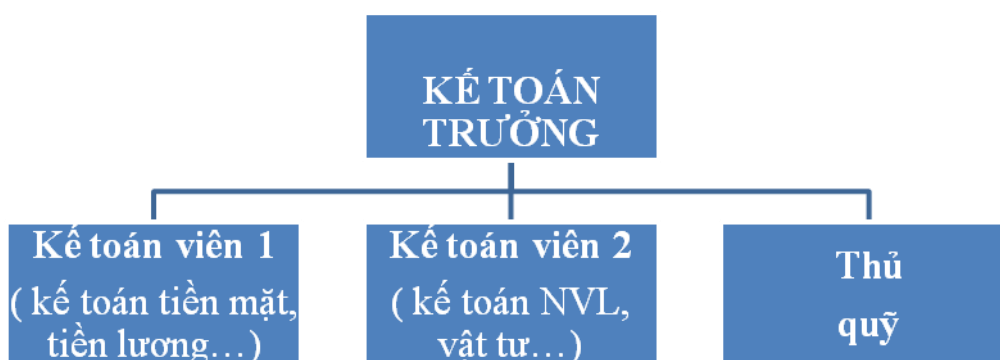 KẾ TOÁN
TRƯỞNG
Kế toán viên 1
( kế toán tiền mặt,
tiền lương…)
Kế toán viên 2
( kế toán NVL,
vât tư…)
Thủ
quỹ